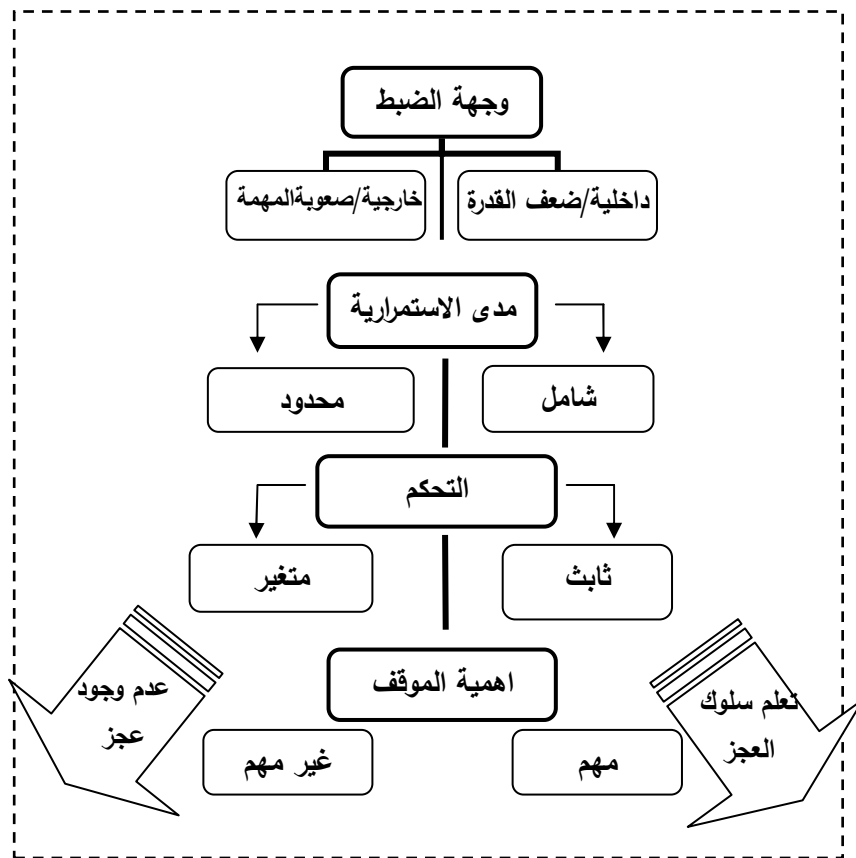 وجهة الضبط
داخلية/ضعف القدرة
خارجية/صعوبةالمهمة
مدى الاستمرارية
شامل
محدود
التحكم
ثابث
متغير
اهمية الموقف
تعلم سلوك
العجز
عدم وجود
عجز
مهم
غير مهم